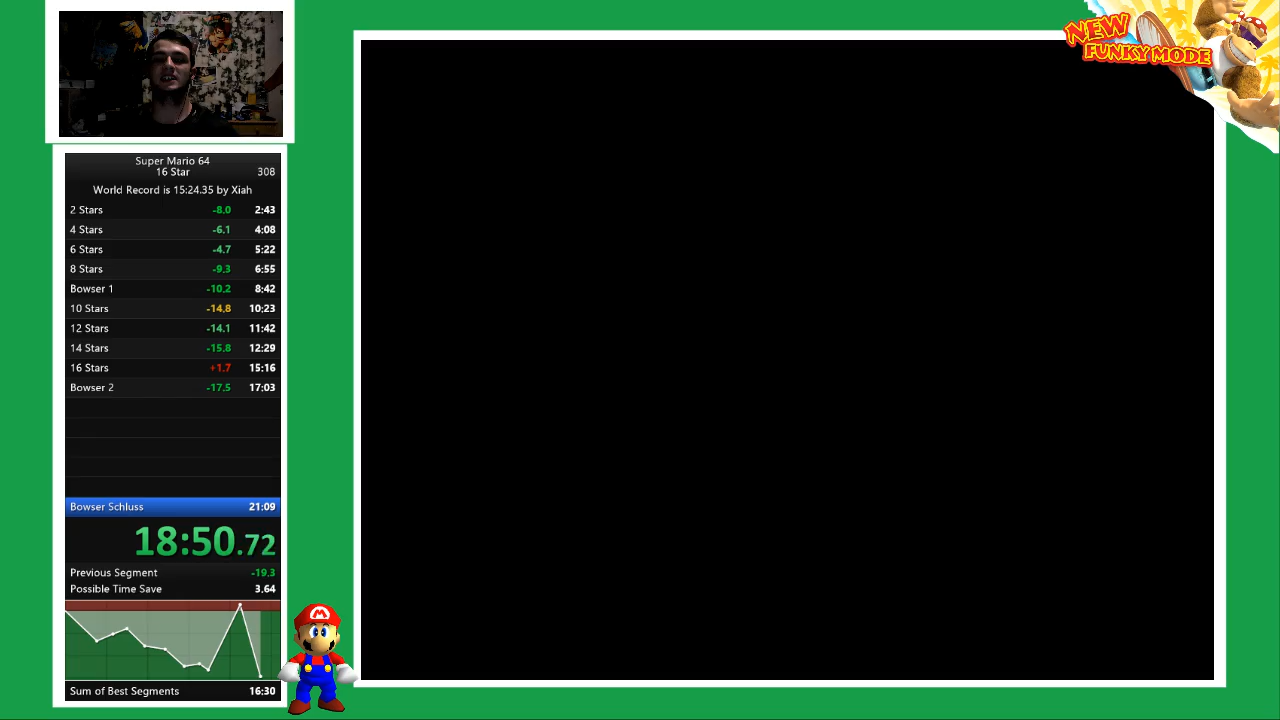 NEW
FUNKY MODE
Super Mario 64
16 Star 308
World Record is 15:24.35 by Xiah
2 Stars -8.0 2:43
4 Stars -6.1 4:08
6 Stars -4.7 5:22
8 Stars -9.3 6:55
Bowser 1 -10.2 8:42
10 Stars -14.8 10:23
12 Stars -14.1 11:42
14 Stars -15.8 12:29
16 Stars +1.7 15:16
Bowser 2 -17.5 17:03
Bowser Schluss 21:09
18:50.72
Previous Segment -19.3
Possible Time Save 3.64
Sum of Best Segments 16:30
M